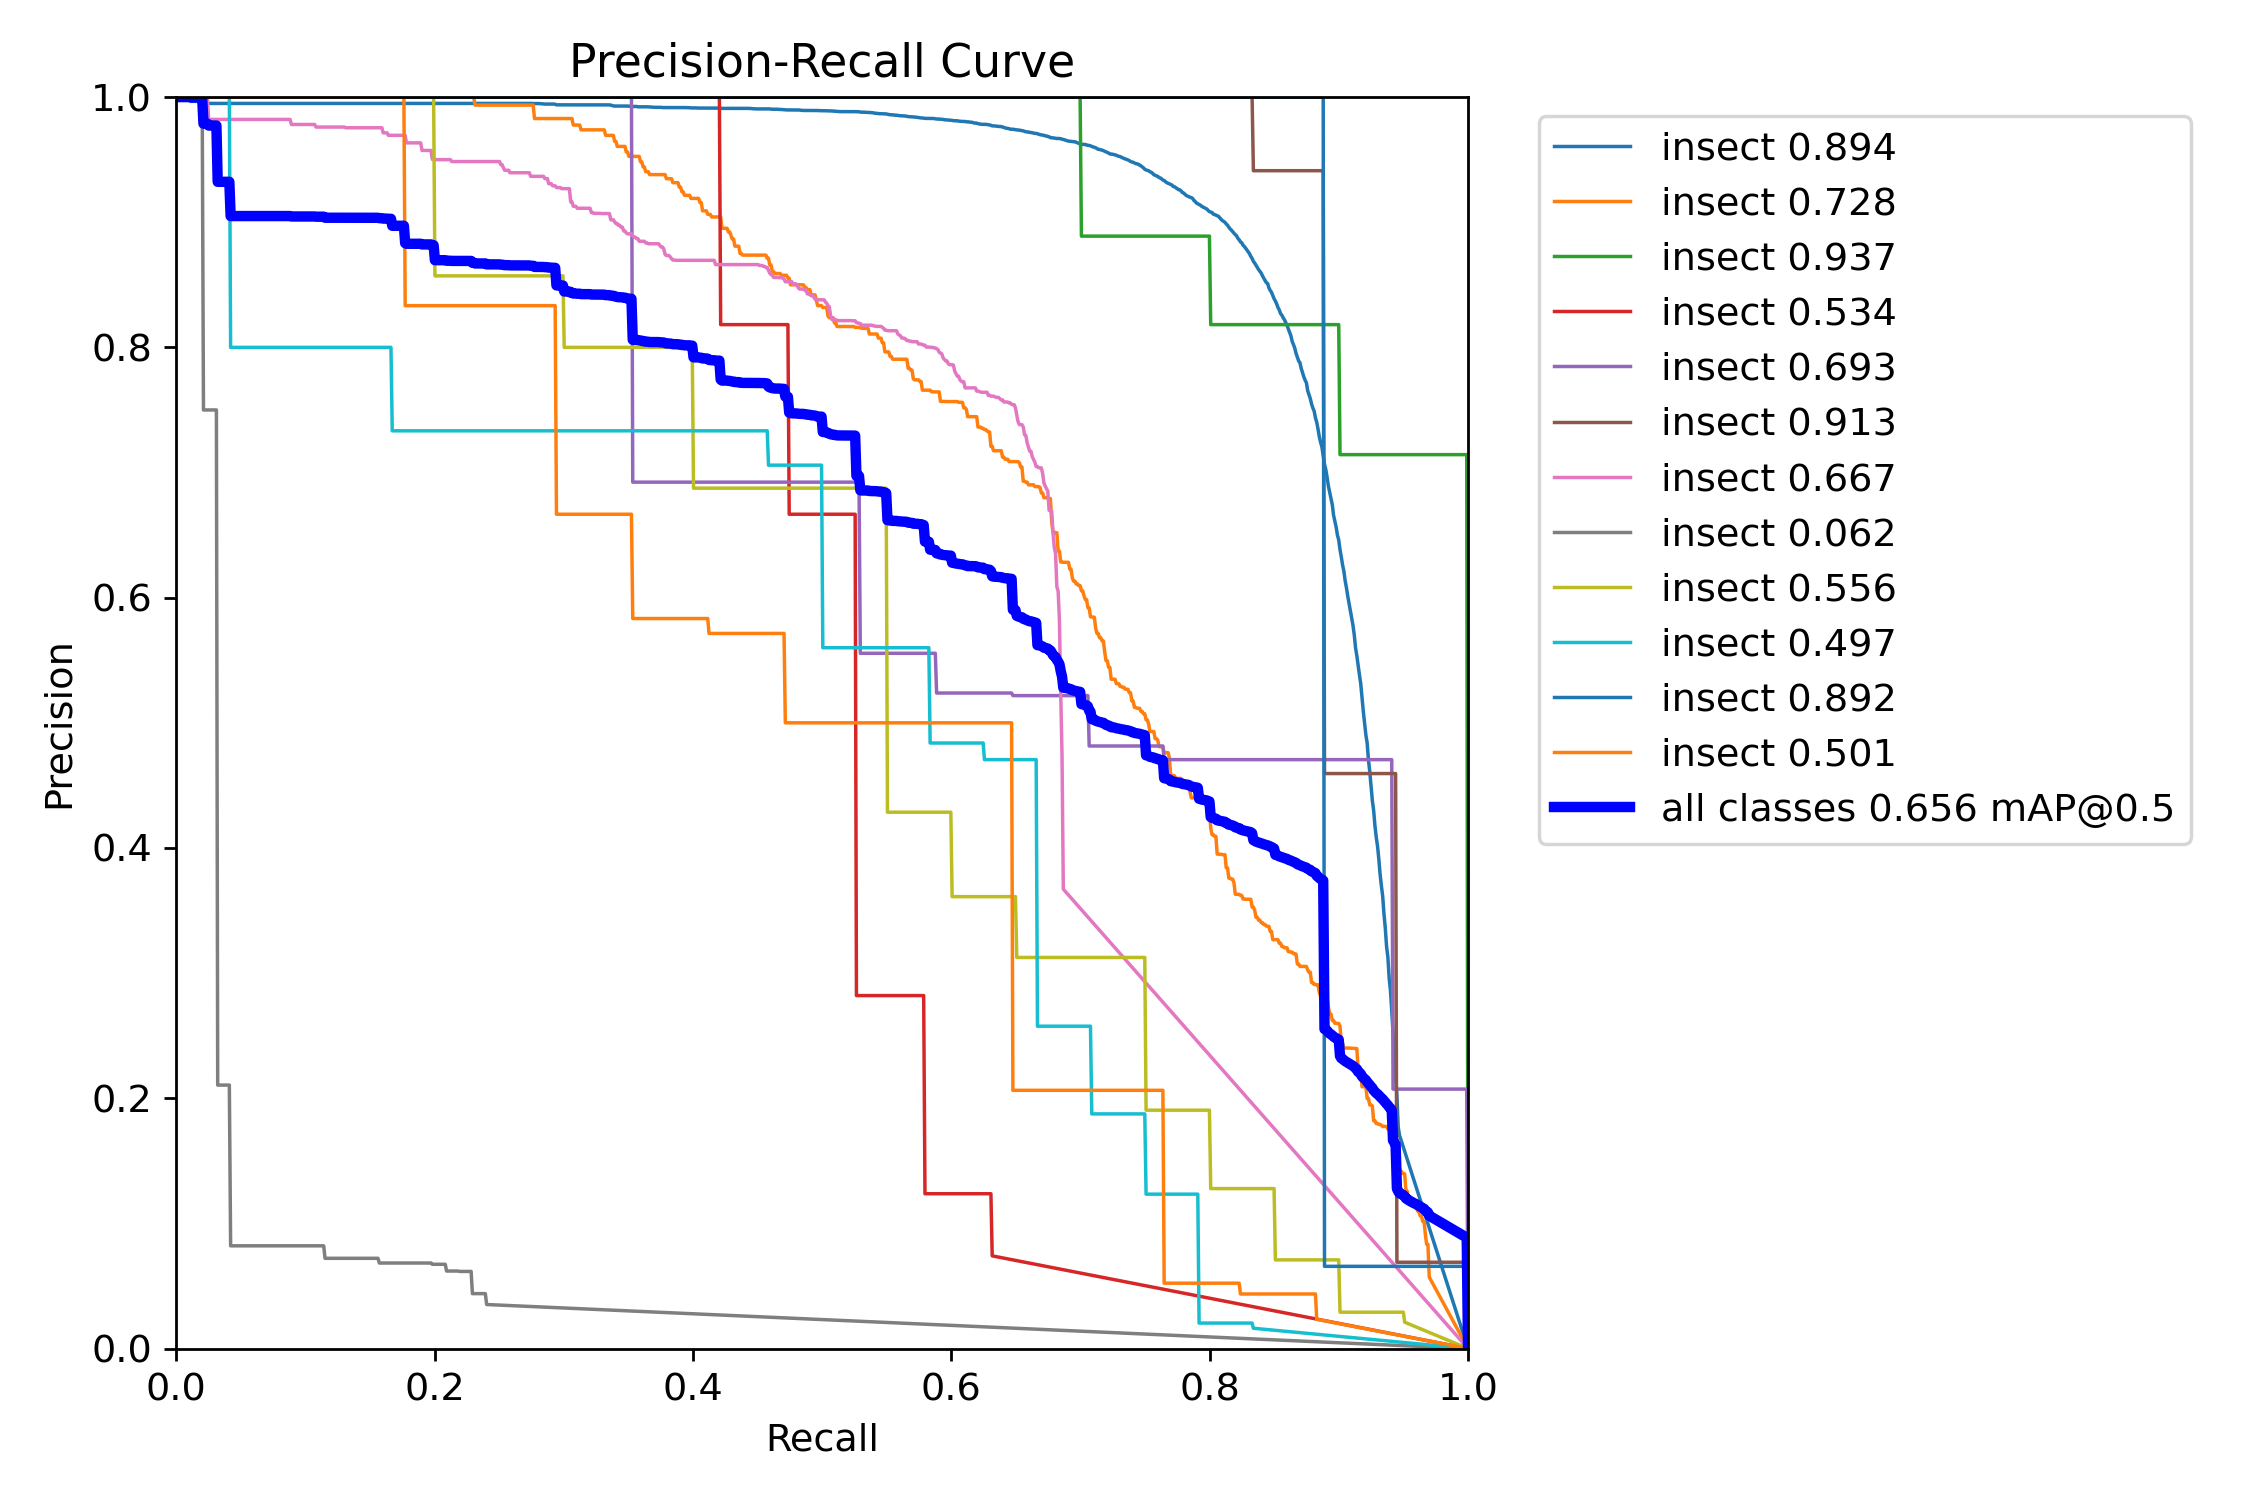 Precision-Recall Curve
1.0
0.8
0.6
0.4
0.2
0.0
Precision
0.0 0.2 0.4 0.6 0.8 1.0
Recall
insect 0.894
insect 0.728
insect 0.937
insect 0.534
insect 0.693
insect 0.913
insect 0.667
insect 0.062
insect 0.556
insect 0.497
insect 0.892
insect 0.501
all classes 0.656 mAP@0.5